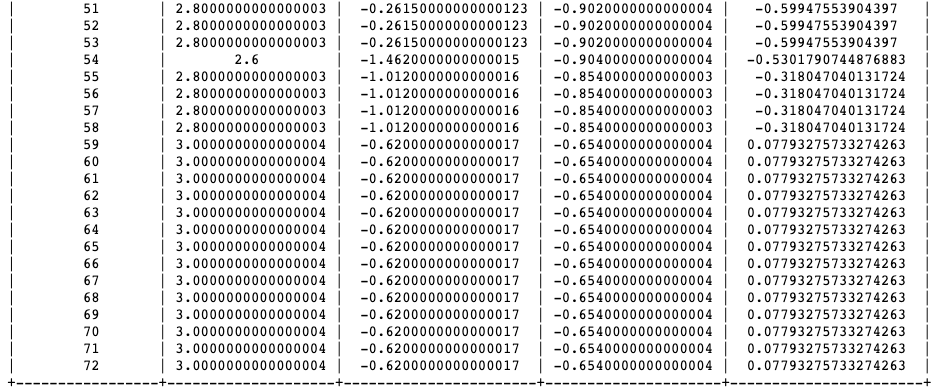 | 51 | 2.8000000000000003 | -0.26150000000000123 | -0.9020000000000004 | -0.59947553904397 |
| 52 | 2.8000000000000003 | -0.26150000000000123 | -0.9020000000000004 | -0.59947553904397 |
| 53 | 2.8000000000000003 | -0.26150000000000123 | -0.9020000000000004 | -0.59947553904397 |
| 54 | 2.6 | -1.4620000000000015 | -0.9040000000000004 | -0.5301790744876883 |
| 55 | 2.8000000000000003 | -1.0120000000000016 | -0.8540000000000003 | -0.318047040131724 |
| 56 | 2.8000000000000003 | -1.0120000000000016 | -0.8540000000000003 | -0.318047040131724 |
| 57 | 2.8000000000000003 | -1.0120000000000016 | -0.8540000000000003 | -0.318047040131724 |
| 58 | 2.8000000000000003 | -1.0120000000000016 | -0.8540000000000003 | -0.318047040131724 |
| 59 | 3.0000000000000004 | -0.6200000000000017 | -0.6540000000000004 | 0.07793275733274263 |
| 60 | 3.0000000000000004 | -0.6200000000000017 | -0.6540000000000004 | 0.07793275733274263 |
| 61 | 3.0000000000000004 | -0.6200000000000017 | -0.6540000000000004 | 0.07793275733274263 |
| 62 | 3.0000000000000004 | -0.6200000000000017 | -0.6540000000000004 | 0.07793275733274263 |
| 63 | 3.0000000000000004 | -0.6200000000000017 | -0.6540000000000004 | 0.07793275733274263 |
| 64 | 3.0000000000000004 | -0.6200000000000017 | -0.6540000000000004 | 0.07793275733274263 |
| 65 | 3.0000000000000004 | -0.6200000000000017 | -0.6540000000000004 | 0.07793275733274263 |
| 66 | 3.0000000000000004 | -0.6200000000000017 | -0.6540000000000004 | 0.07793275733274263 |
| 67 | 3.0000000000000004 | -0.6200000000000017 | -0.6540000000000004 | 0.07793275733274263 |
| 68 | 3.0000000000000004 | -0.6200000000000017 | -0.6540000000000004 | 0.07793275733274263 |
| 69 | 3.0000000000000004 | -0.6200000000000017 | -0.6540000000000004 | 0.07793275733274263 |
| 70 | 3.0000000000000004 | -0.6200000000000017 | -0.6540000000000004 | 0.07793275733274263 |
| 71 | 3.0000000000000004 | -0.6200000000000017 | -0.6540000000000004 | 0.07793275733274263 |
| 72 | 3.0000000000000004 | -0.6200000000000017 | -0.6540000000000004 | 0.07793275733274263 |